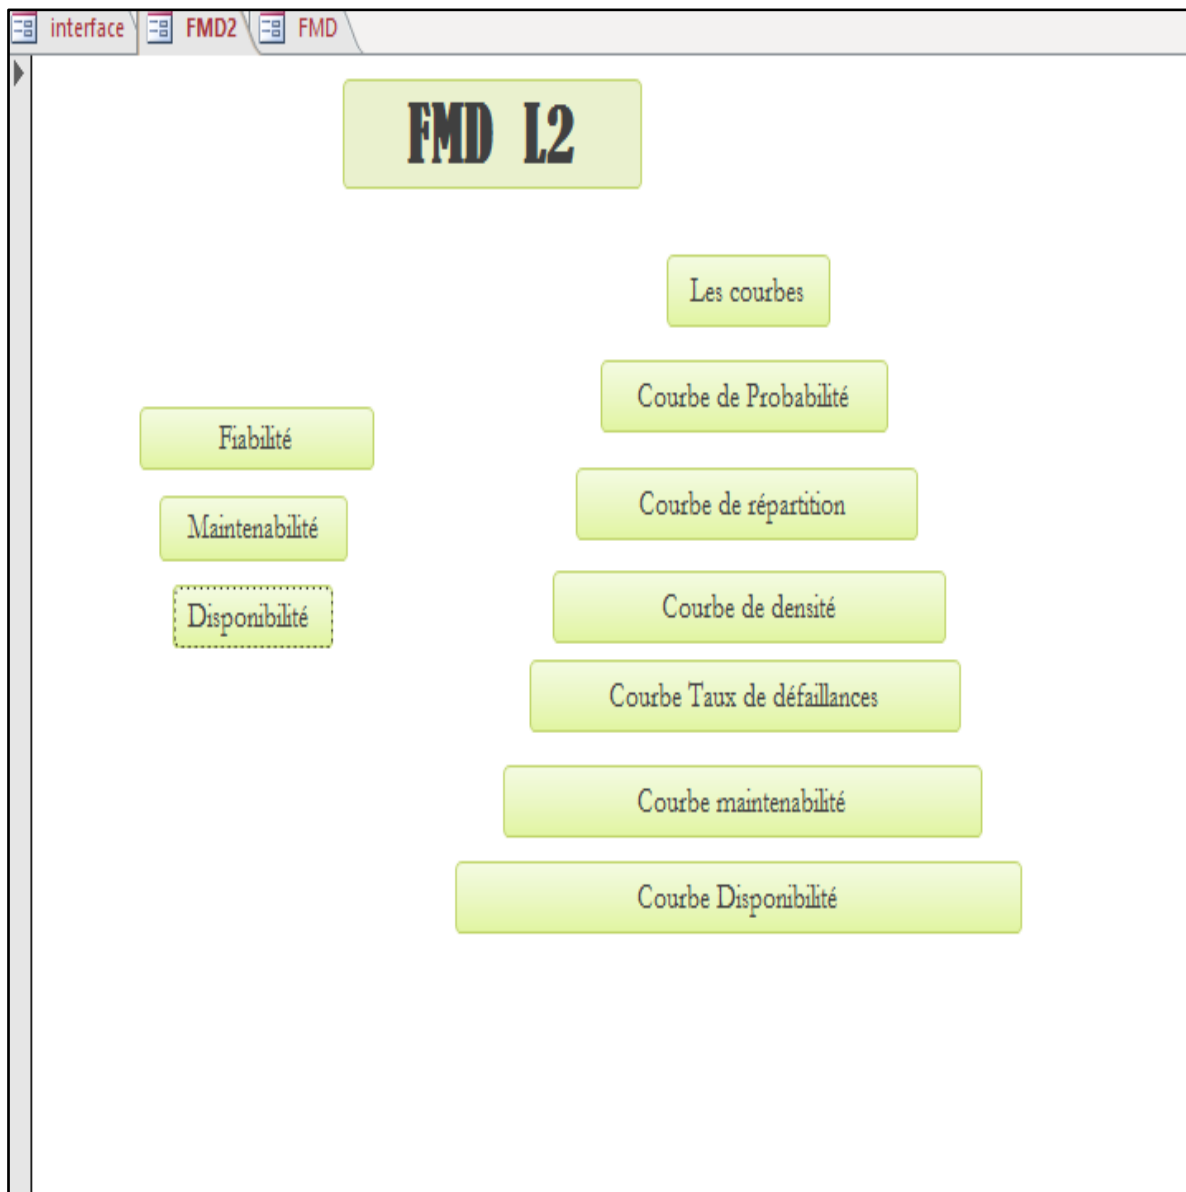 interface FMD2 FMD
FMD L2
Les courbes
Courbe de Probabilité
Fiabilité
Courbe de répartition
Maintenabilité
Courbe de densité
Disponibilité
Courbe Taux de défaillances
Courbe maintenabilité
Courbe Disponibilité